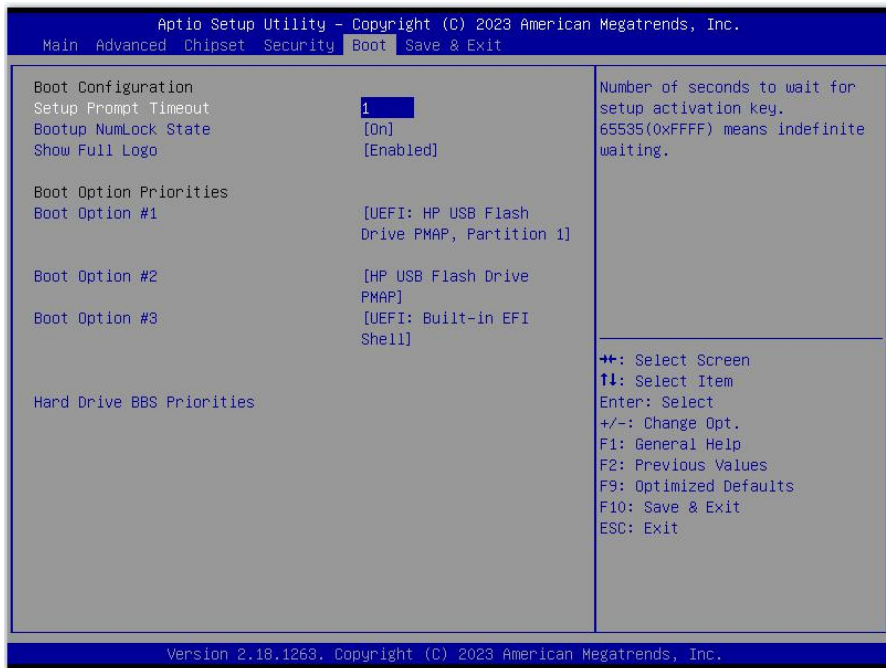 Aptio Setup Utility – Copyright (C) 2023 American Megatrends, Inc.
Main Advanced Chipset Security Boot Save & Exit
Boot Configuration
Setup Prompt Timeout 1
Bootup NumLock State [On]
Show Full Logo [Enabled]
Boot Option Priorities
Boot Option #1 [UEFI: HP USB Flash
Drive PMAP, Partition 1]
Boot Option #2 [HP USB Flash Drive
PMAP]
Boot Option #3 [UEFI: Built-in EFI
Shell]
Hard Drive BBS Priorities
Number of seconds to wait for
setup activation key.
65535(0xFFFF) means indefinite
waiting.
→←: Select Screen
↑↓: Select Item
Enter: Select
+/-: Change Opt.
F1: General Help
F2: Previous Values
F9: Optimized Defaults
F10: Save & Exit
ESC: Exit
Version 2.18.1263. Copyright (C) 2023 American Megatrends, Inc.